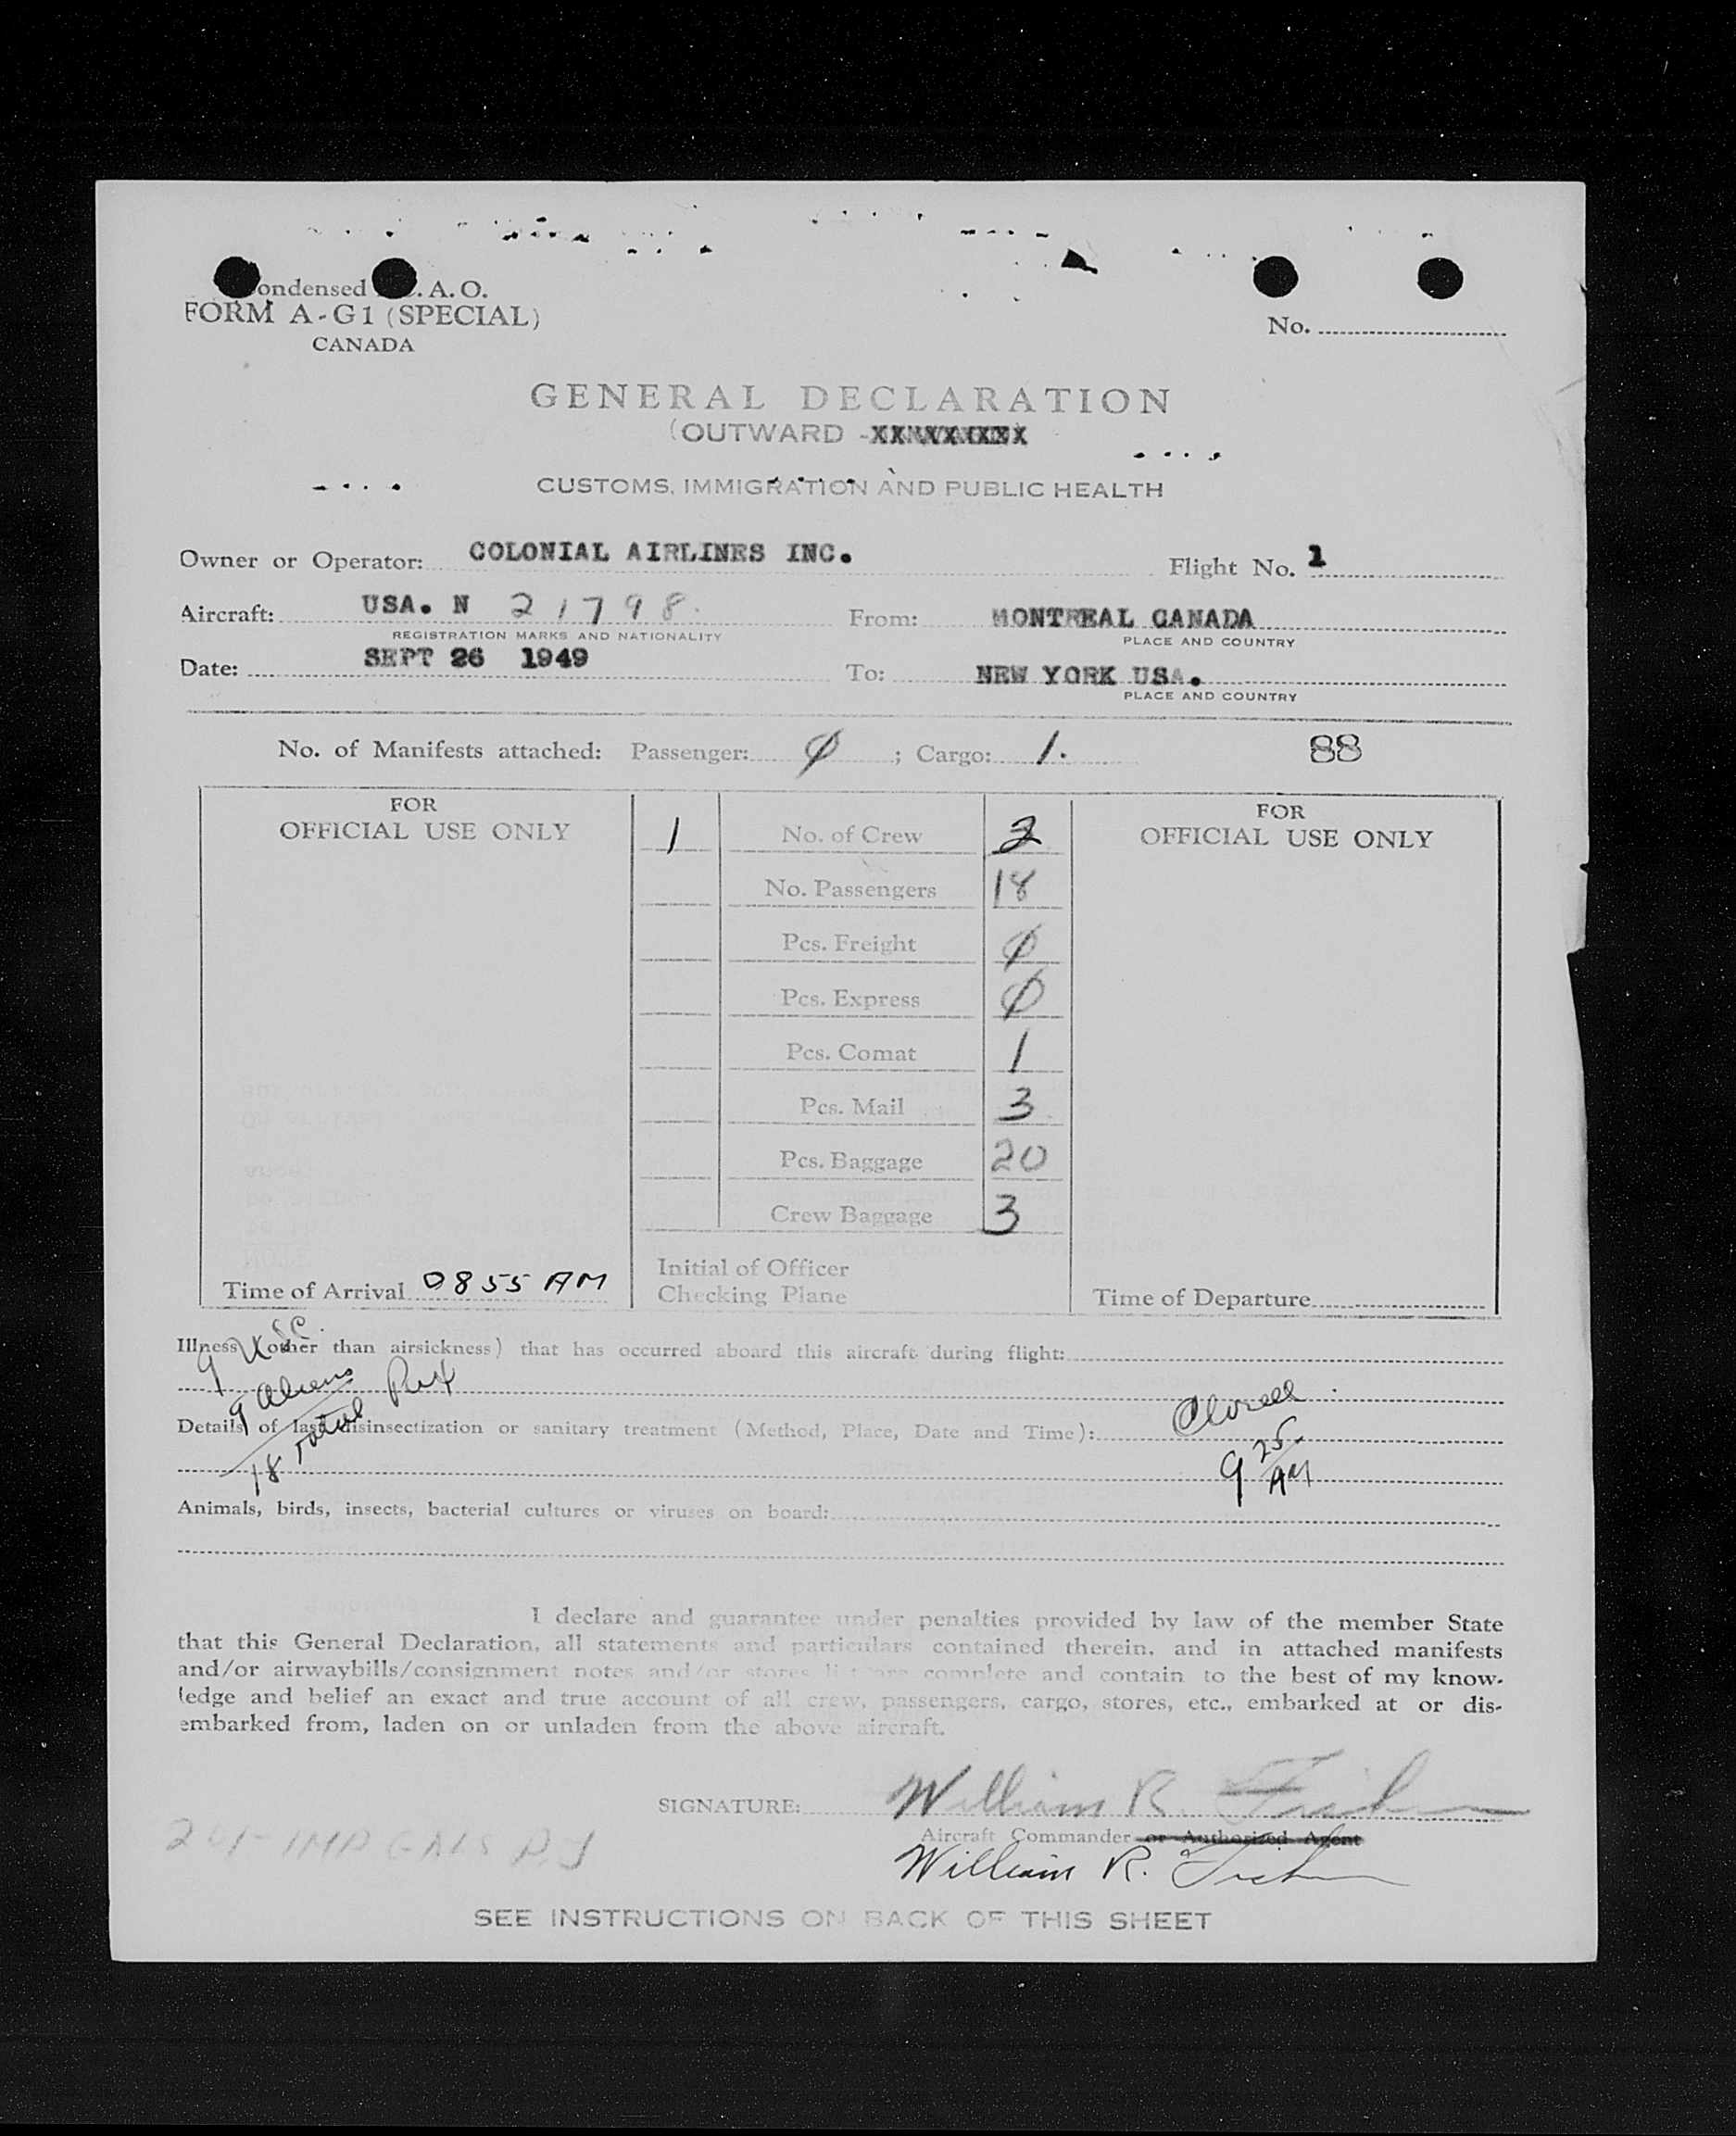 ondensed . A. O.
FORM A-G1 (SPECIAL)
CANADA
No.
GENERAL DECLARATION
(OUTWARD -
CUSTOMS, IMMIGRATION AND PUBLIC HEALTH
Owner or Operator: COLONIAL AIRLINES INC. Flight No. 1
Aircraft: USA. N 21798. From: MONTREAL CANADA
REGISTRATION MARKS AND NATIONALITY PLACE AND COUNTRY
Date: SEPT 26 1949 To: NEW YORK USA.
PLACE AND COUNTRY
No. of Manifests attached: Passenger: ∅ ; Cargo: 1. 88
FOR
OFFICIAL USE ONLY
1 No. of Crew
No. Passengers 18
Pcs. Freight ∅
Pcs. Express ∅
Pcs. Comat 1
Pcs. Mail 3
Pcs. Baggage 20
Crew Baggage 3
Initial of Officer
Checking Plane
Time of Arrival 0855 AM
FOR
OFFICIAL USE ONLY
Time of Departure
Illness (other than airsickness) that has occurred aboard this aircraft during flight:
9
9 Aliens
18 total
Details of last disinsectization or sanitary treatment (Method, Place, Date and Time):
9 25 AM
Animals, birds, insects, bacterial cultures or viruses on board:
I declare and guarantee under penalties provided by law of the member State
that this General Declaration, all statements and particulars contained therein, and in attached manifests
and/or airwaybills/consignment notes and/or stores list are complete and contain to the best of my know-
ledge and belief an exact and true account of all crew, passengers, cargo, stores, etc., embarked at or dis-
embarked from, laden on or unladen from the above aircraft.
SIGNATURE: William R.
Aircraft Commander or Authorized Agent
William R.
SEE INSTRUCTIONS ON BACK OF THIS SHEET